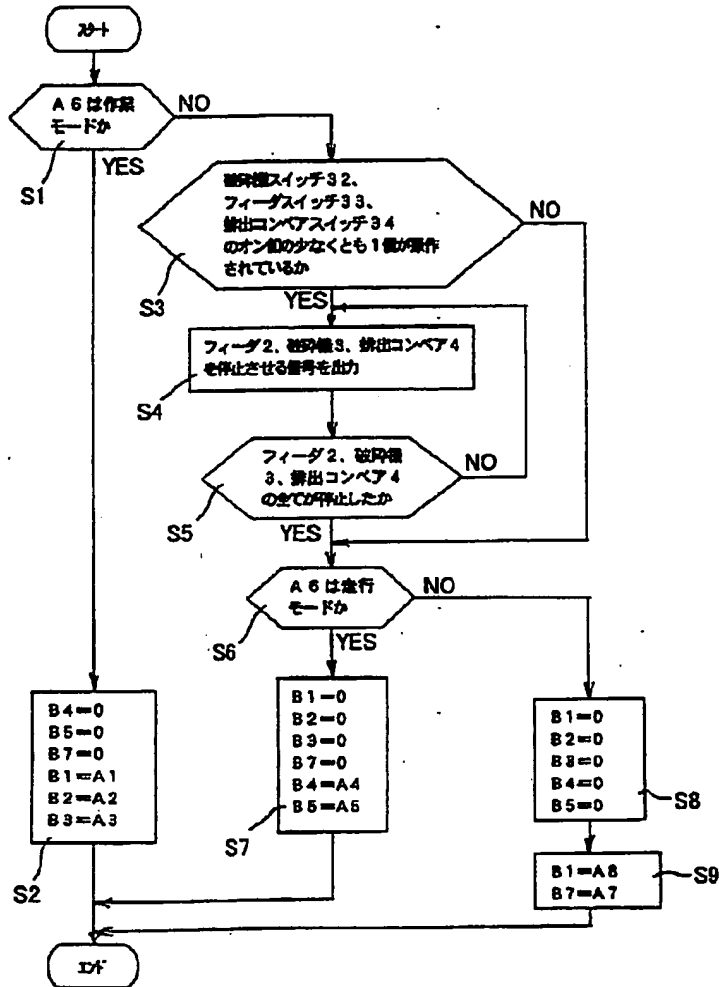 スタート
A6は作業
モードか
NO
YES
S1
破砕機スイッチ32、
フィーダスイッチ33、
排出コンベアスイッチ34
のオン側の少なくとも1個が操作
されているか
NO
YES
S3
フィーダ2、破砕機3、排出コンベア4
を停止させる信号を出力
S4
フィーダ2、破砕機
3、排出コンベア4
の全てが停止したか
NO
YES
S5
A6は走行
モードか
NO
YES
S6
B4=0
B5=0
B7=0
B1=A1
B2=A2
B3=A3
S2
B1=0
B2=0
B3=0
B7=0
B4=A4
B5=A5
S7
B1=0
B2=0
B3=0
B4=0
B5=0
S8
B1=A8
B7=A7
S9
エンド